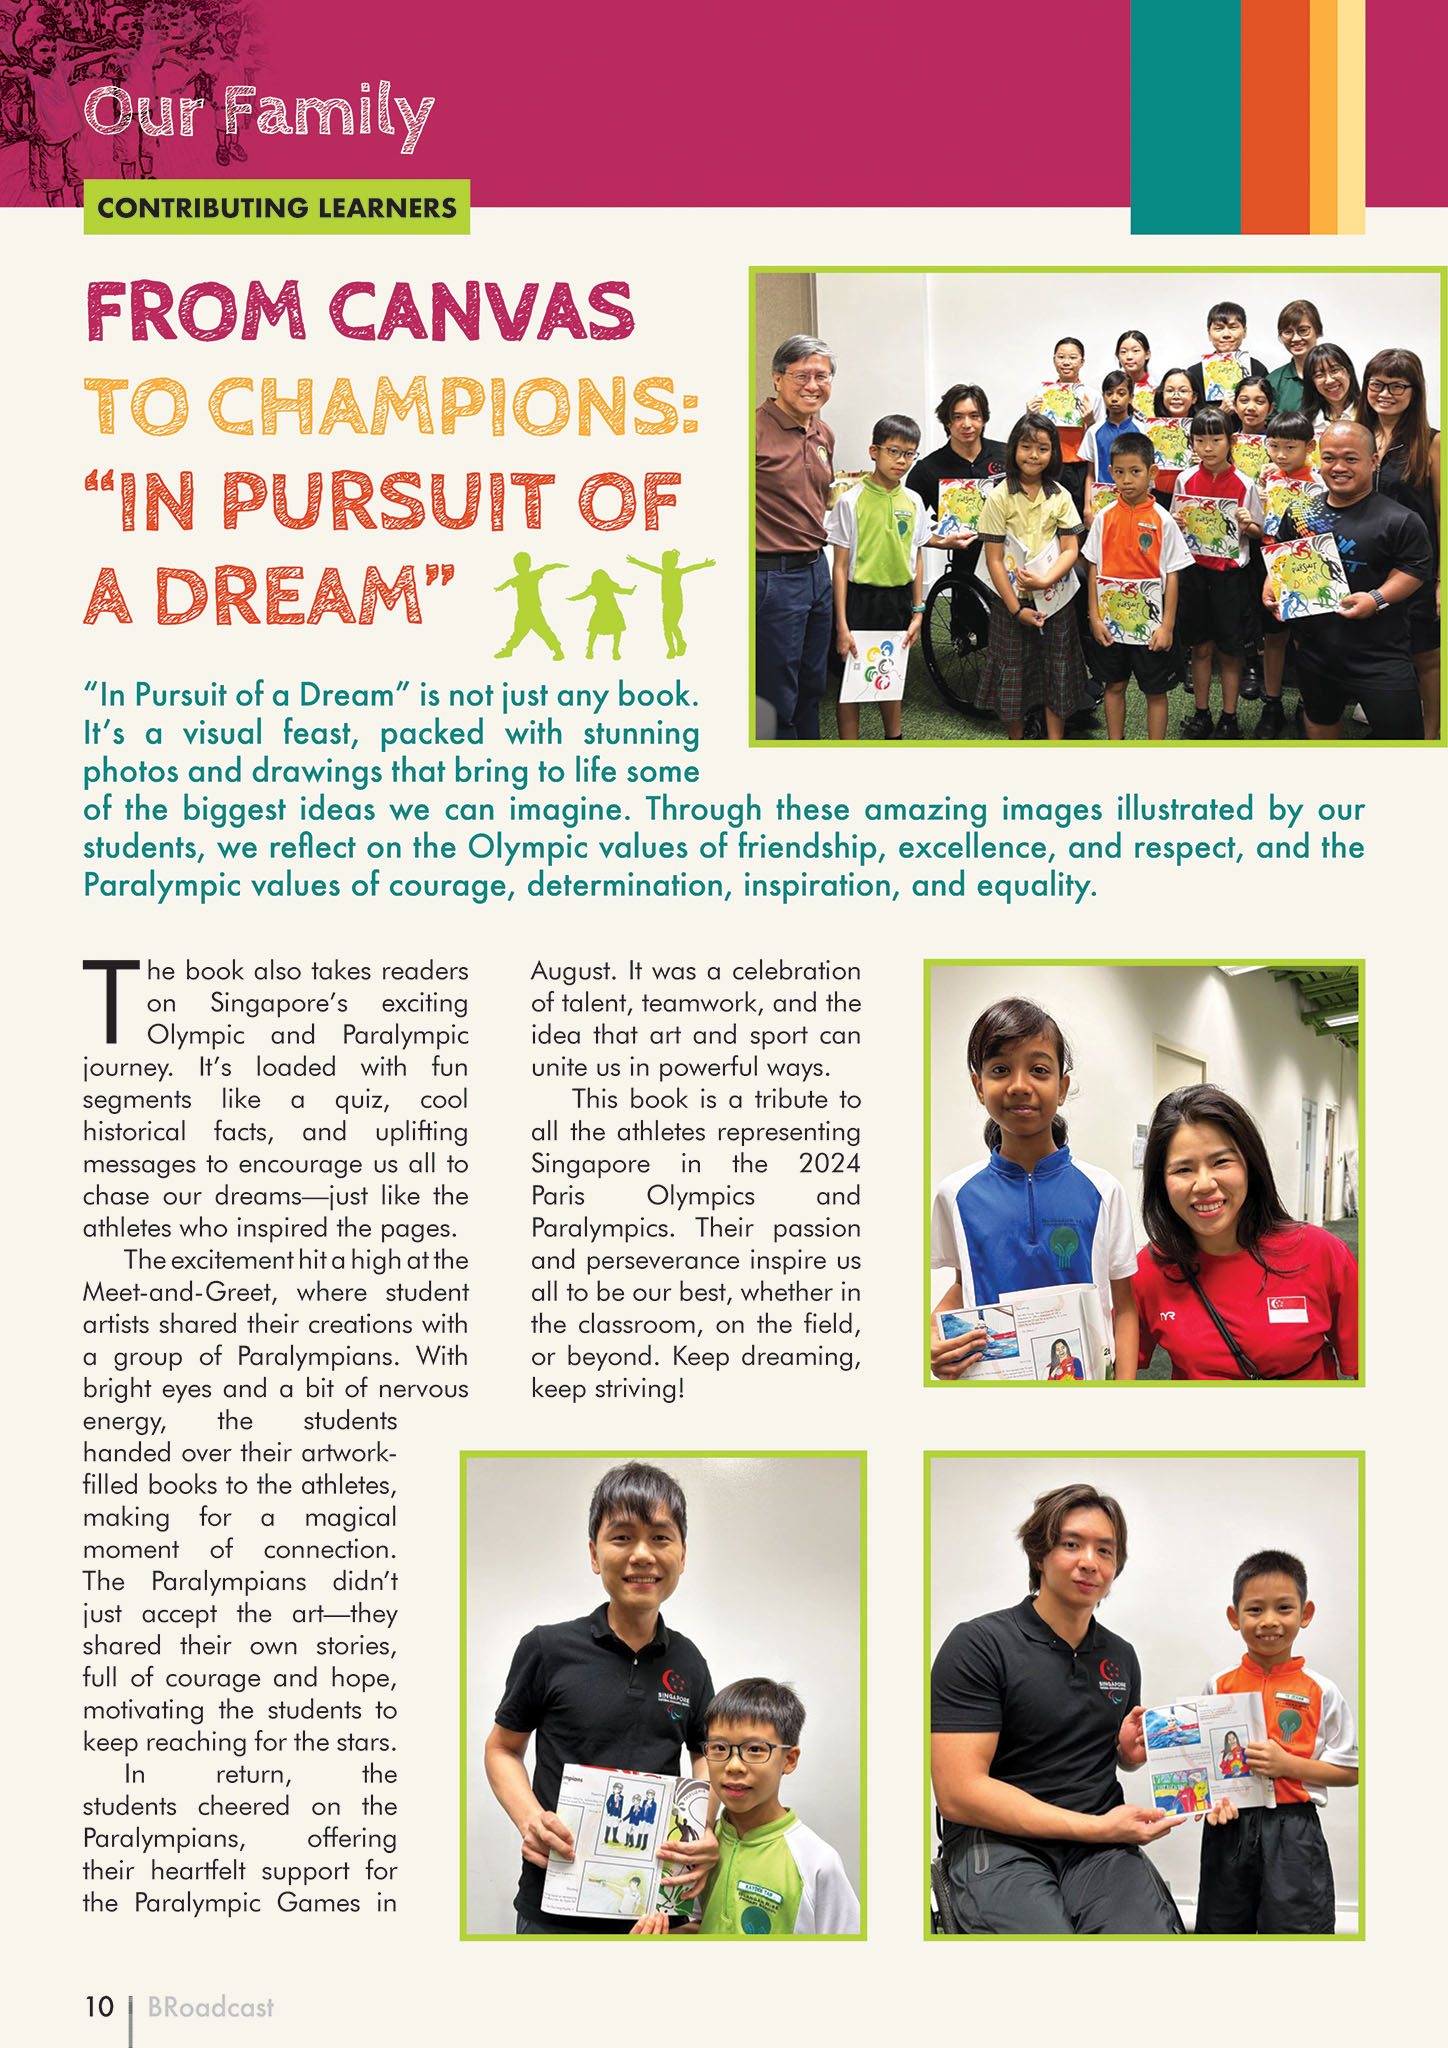 Our Family
CONTRIBUTING LEARNERS
FROM CANVAS
TO CHAMPIONS:
“IN PURSUIT OF
A DREAM”
“In Pursuit of a Dream” is not just any book.
It’s a visual feast, packed with stunning
photos and drawings that bring to life some
of the biggest ideas we can imagine. Through these amazing images illustrated by our
students, we reflect on the Olympic values of friendship, excellence, and respect, and the
Paralympic values of courage, determination, inspiration, and equality.
The book also takes readers
on Singapore’s exciting
Olympic and Paralympic
journey. It’s loaded with fun
segments like a quiz, cool
historical facts, and uplifting
messages to encourage us all to
chase our dreams—just like the
athletes who inspired the pages.
The excitement hit a high at the
Meet-and-Greet, where student
artists shared their creations with
a group of Paralympians. With
bright eyes and a bit of nervous
energy, the students
handed over their artwork-
filled books to the athletes,
making for a magical
moment of connection.
The Paralympians didn’t
just accept the art—they
shared their own stories,
full of courage and hope,
motivating the students to
keep reaching for the stars.
In return, the
students cheered on the
Paralympians, offering
their heartfelt support for
the Paralympic Games in
August. It was a celebration
of talent, teamwork, and the
idea that art and sport can
unite us in powerful ways.
This book is a tribute to
all the athletes representing
Singapore in the 2024
Paris Olympics and
Paralympics. Their passion
and perseverance inspire us
all to be our best, whether in
the classroom, on the field,
or beyond. Keep dreaming,
keep striving!
TYR
SINGAPORE
KAYDEN TAN
SINGAPORE
10
BRoadcast